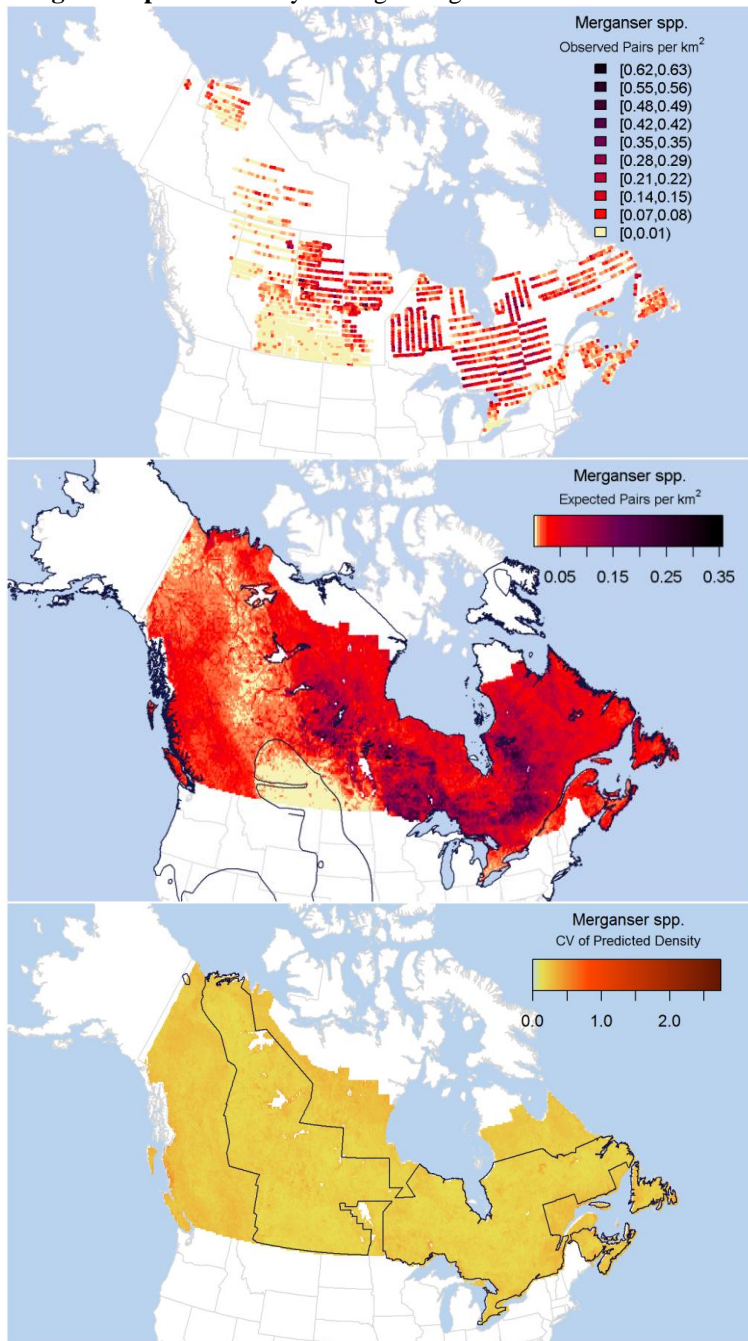 Merganser spp.
Observed Pairs per km²
[0.62,0.63)
[0.55,0.56)
[0.48,0.49)
[0.42,0.42)
[0.35,0.35)
[0.28,0.29)
[0.21,0.22)
[0.14,0.15)
[0.07,0.08)
[0,0.01)
Merganser spp.
Expected Pairs per km²
0.05 0.15 0.25 0.35
Merganser spp.
CV of Predicted Density
0.0 1.0 2.0